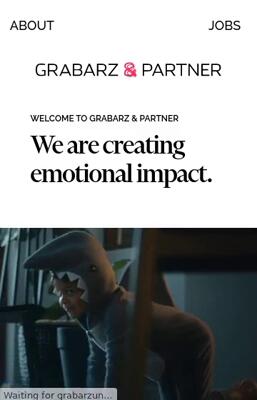 ABOUT
JOBS
GRABARZ & PARTNER
WELCOME TO GRABARZ & PARTNER
We are creating
emotional impact.
Waiting for grabarzun...